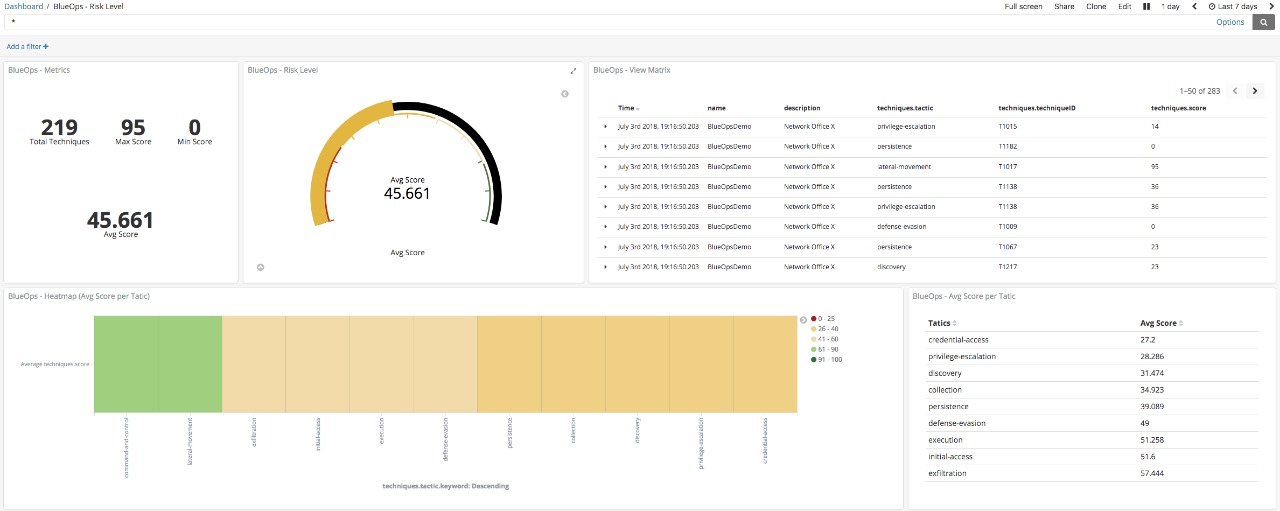 Dashboard / BlueOps - Risk Level
Full screen Share Clone Edit 1 day Last 7 days
*
Options
Add a filter +
BlueOps - Metrics
219
Total Techniques
95
Max Score
0
Min Score
45.661
Avg Score
BlueOps - Risk Level
Avg Score
45.661
Avg Score
BlueOps - View Matrix
1–50 of 283
Time name description techniques.tactic techniques.techniqueID techniques.score
July 3rd 2018, 19:16:50.203 BlueOpsDemo Network Office X privilege-escalation T1015 14
July 3rd 2018, 19:16:50.203 BlueOpsDemo Network Office X persistence T1182 0
July 3rd 2018, 19:16:50.203 BlueOpsDemo Network Office X lateral-movement T1017 95
July 3rd 2018, 19:16:50.203 BlueOpsDemo Network Office X persistence T1138 36
July 3rd 2018, 19:16:50.203 BlueOpsDemo Network Office X privilege-escalation T1138 36
July 3rd 2018, 19:16:50.203 BlueOpsDemo Network Office X defense-evasion T1009 0
July 3rd 2018, 19:16:50.203 BlueOpsDemo Network Office X persistence T1067 23
July 3rd 2018, 19:16:50.203 BlueOpsDemo Network Office X discovery T1217 23
BlueOps - Heatmap (Avg Score per Tatic)
Average techniques.score
0 - 25
26 - 40
41 - 60
61 - 90
91 - 100
command-and-control
lateral-movement
exfiltration
initial-access
execution
defense-evasion
persistence
collection
discovery
privilege-escalation
credential-access
techniques.tactic.keyword: Descending
BlueOps - Avg Score per Tatic
Tatics Avg Score
credential-access 27.2
privilege-escalation 28.286
discovery 31.474
collection 34.923
persistence 39.089
defense-evasion 49
execution 51.258
initial-access 51.6
exfiltration 57.444